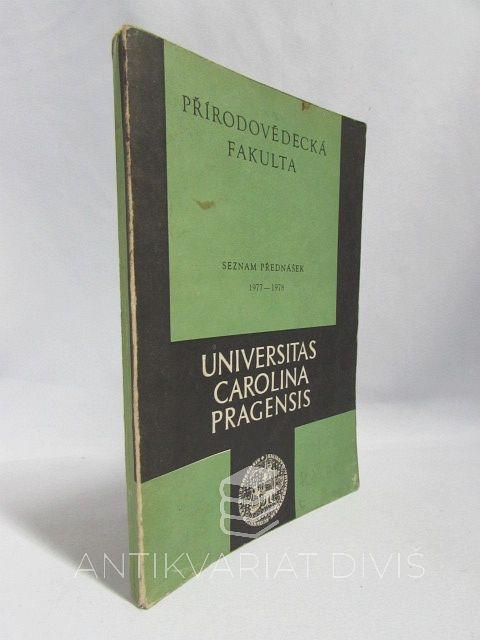 PŘÍRODOVĚDECKÁ
FAKULTA
SEZNAM PŘEDNÁŠEK
1977—1978
UNIVERSITAS
CAROLINA
PRAGENSIS
ANTIKVARIÁT DIVIŠ